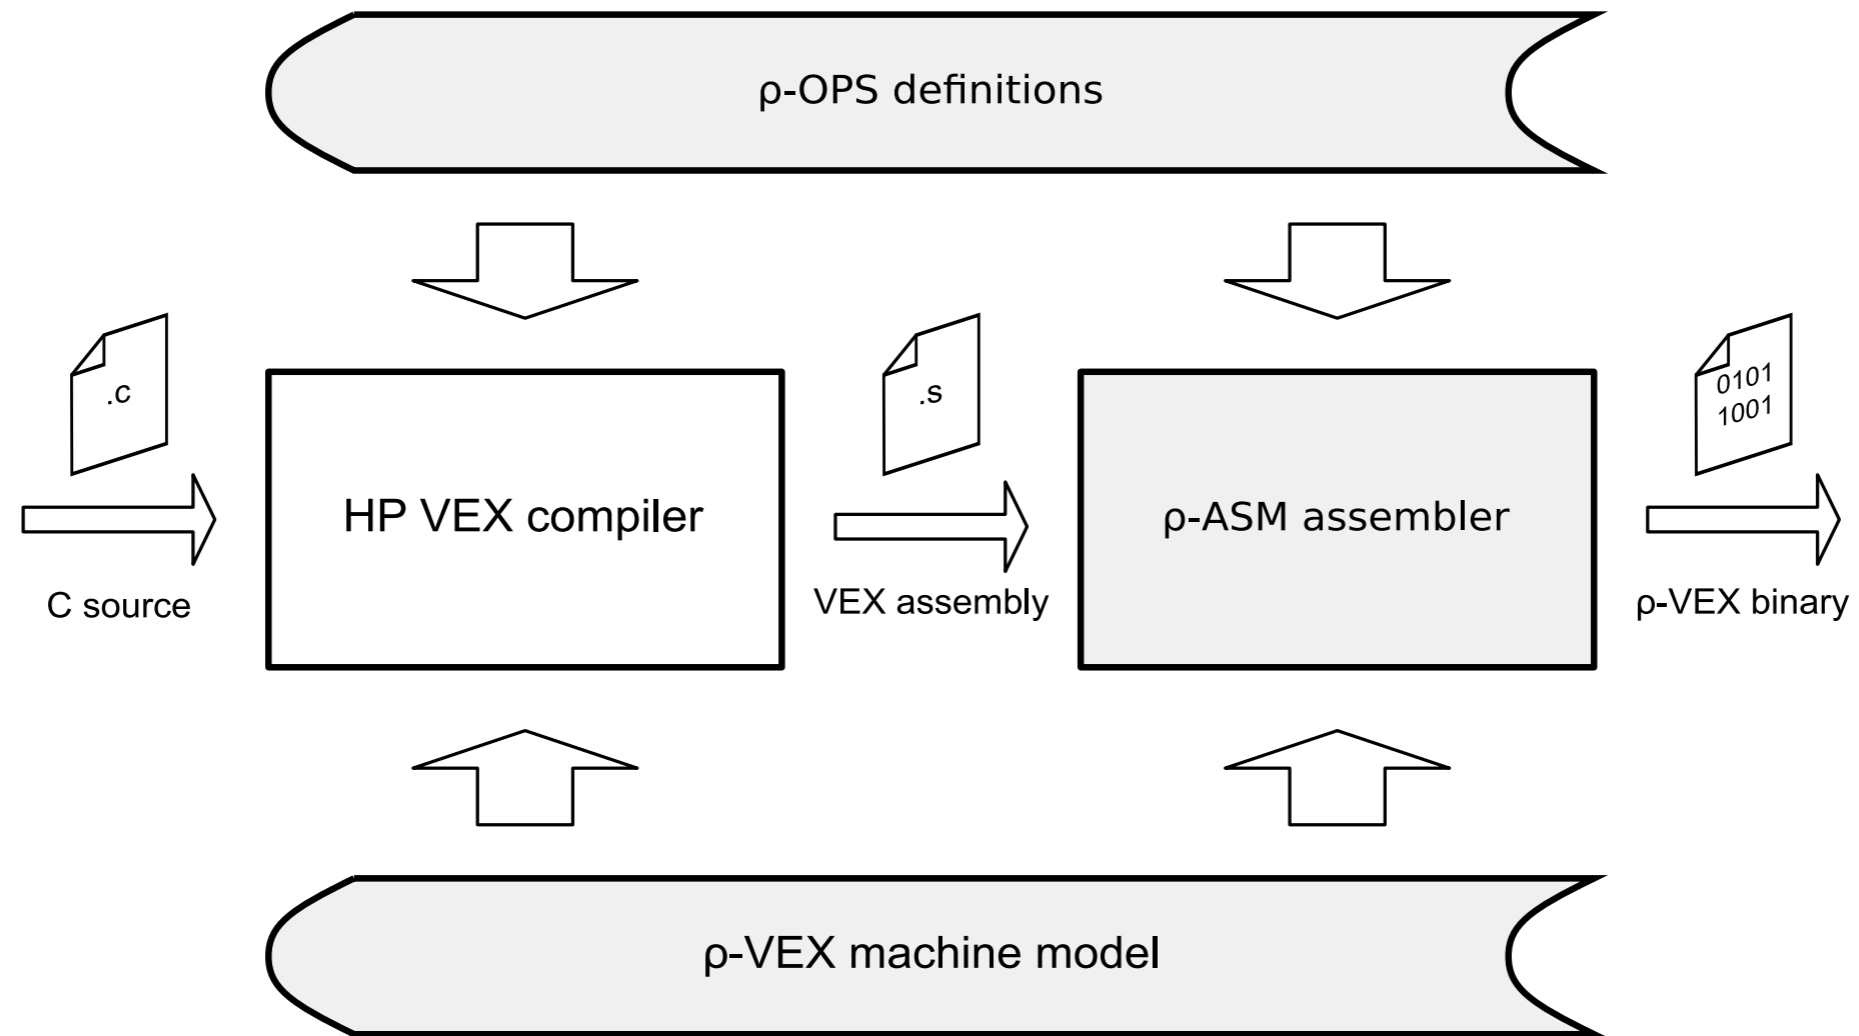 ρ-OPS definitions
.c
.s
0101
1001
HP VEX compiler
ρ-ASM assembler
C source
VEX assembly
ρ-VEX binary
ρ-VEX machine model